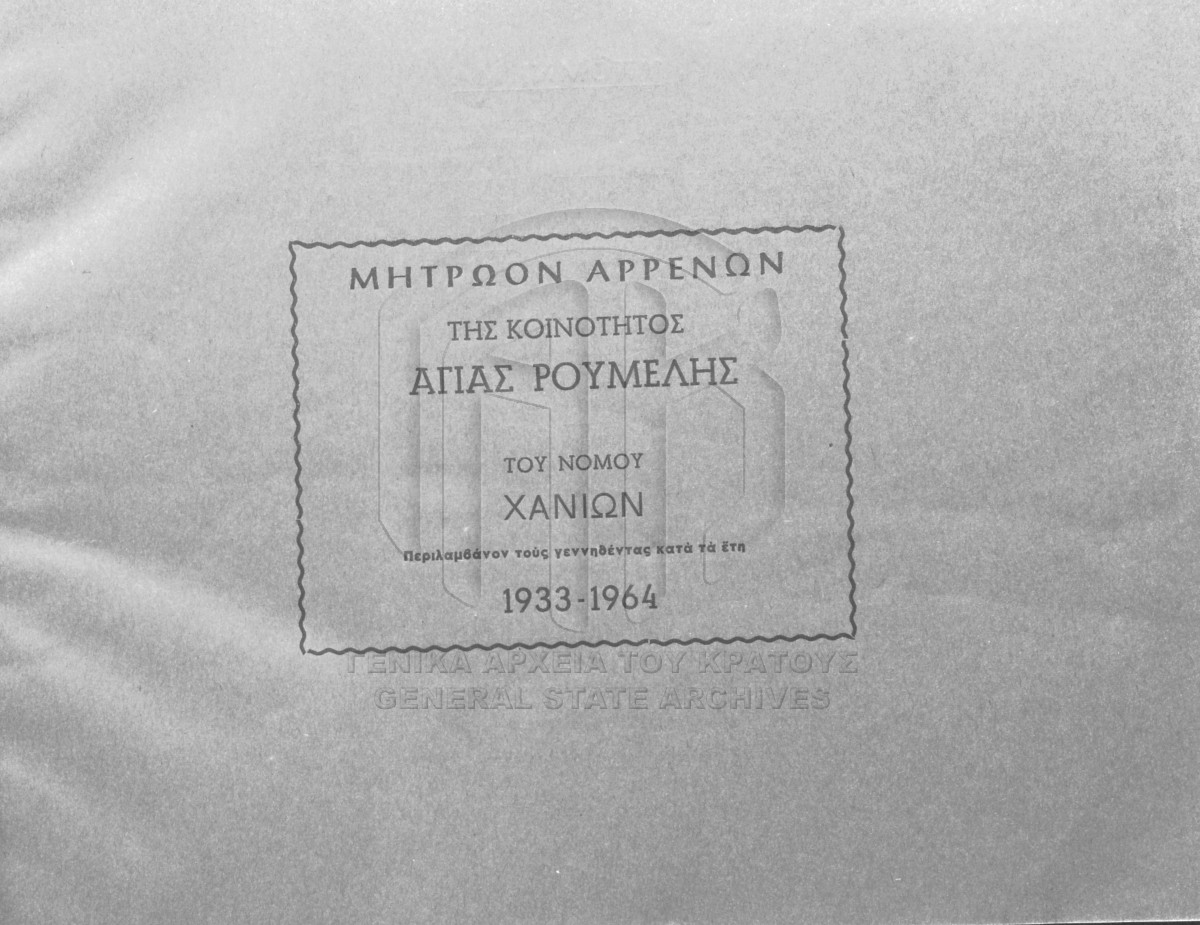 ΜΗΤΡΩΟΝ ΑΡΡΕΝΩΝ
ΤΗΣ ΚΟΙΝΟΤΗΤΟΣ
ΑΓΙΑΣ ΡΟΥΜΕΛΗΣ
ΤΟΥ ΝΟΜΟΥ
ΧΑΝΙΩΝ
Περιλαμβάνον τοὺς γεννηθέντας κατὰ τὰ ἔτη
1933-1964
ΓΕΝΙΚΑ ΑΡΧΕΙΑ ΤΟΥ ΚΡΑΤΟΥΣ
GENERAL STATE ARCHIVES